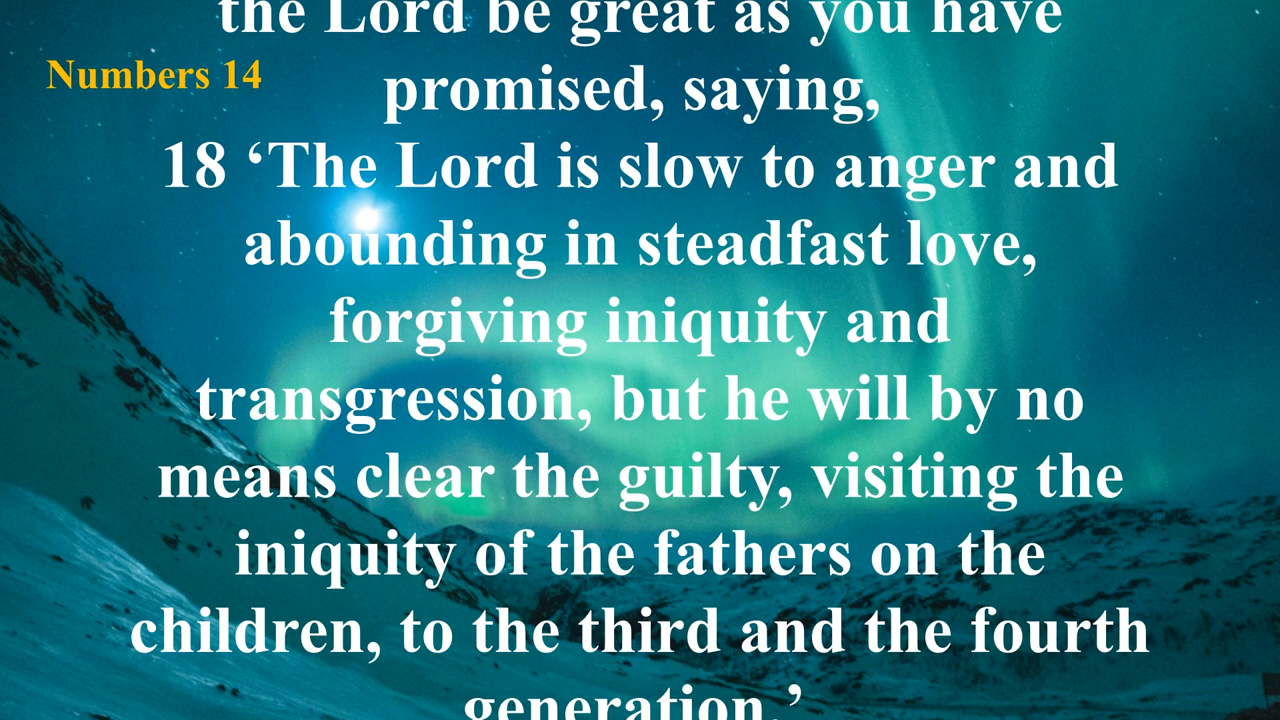 the Lord be great as you have
Numbers 14
promised, saying,
18 ‘The Lord is slow to anger and
abounding in steadfast love,
forgiving iniquity and
transgression, but he will by no
means clear the guilty, visiting the
iniquity of the fathers on the
children, to the third and the fourth
generation.’